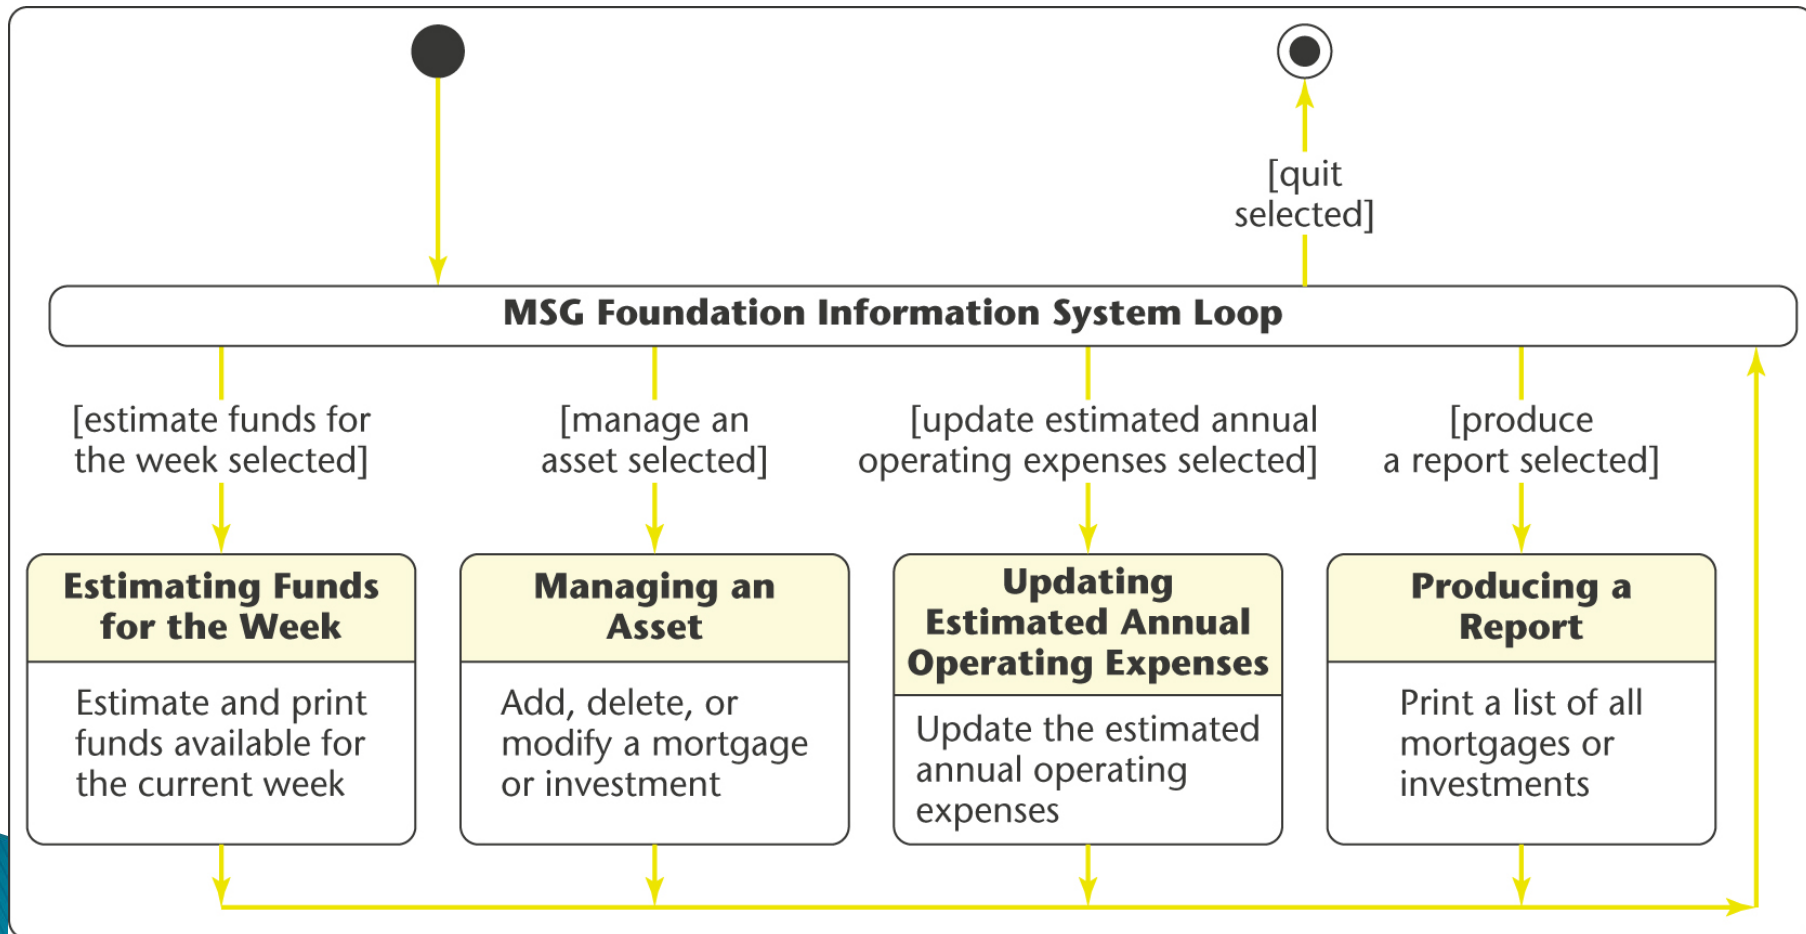 [quit
selected]
MSG Foundation Information System Loop
[estimate funds for
the week selected]
[manage an
asset selected]
[update estimated annual
operating expenses selected]
[produce
a report selected]
Estimating Funds
for the Week
Estimate and print
funds available for
the current week
Managing an
Asset
Add, delete, or
modify a mortgage
or investment
Updating
Estimated Annual
Operating Expenses
Update the estimated
annual operating
expenses
Producing a
Report
Print a list of all
mortgages or
investments